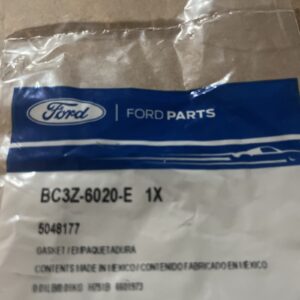 Ford | FORD PARTS
BC3Z-6020-E 1X
5048177
GASKET / EMPAQUETADURA
CONTENTS MADE IN MEXICO / CONTENIDO FABRICADO EN MEXICO